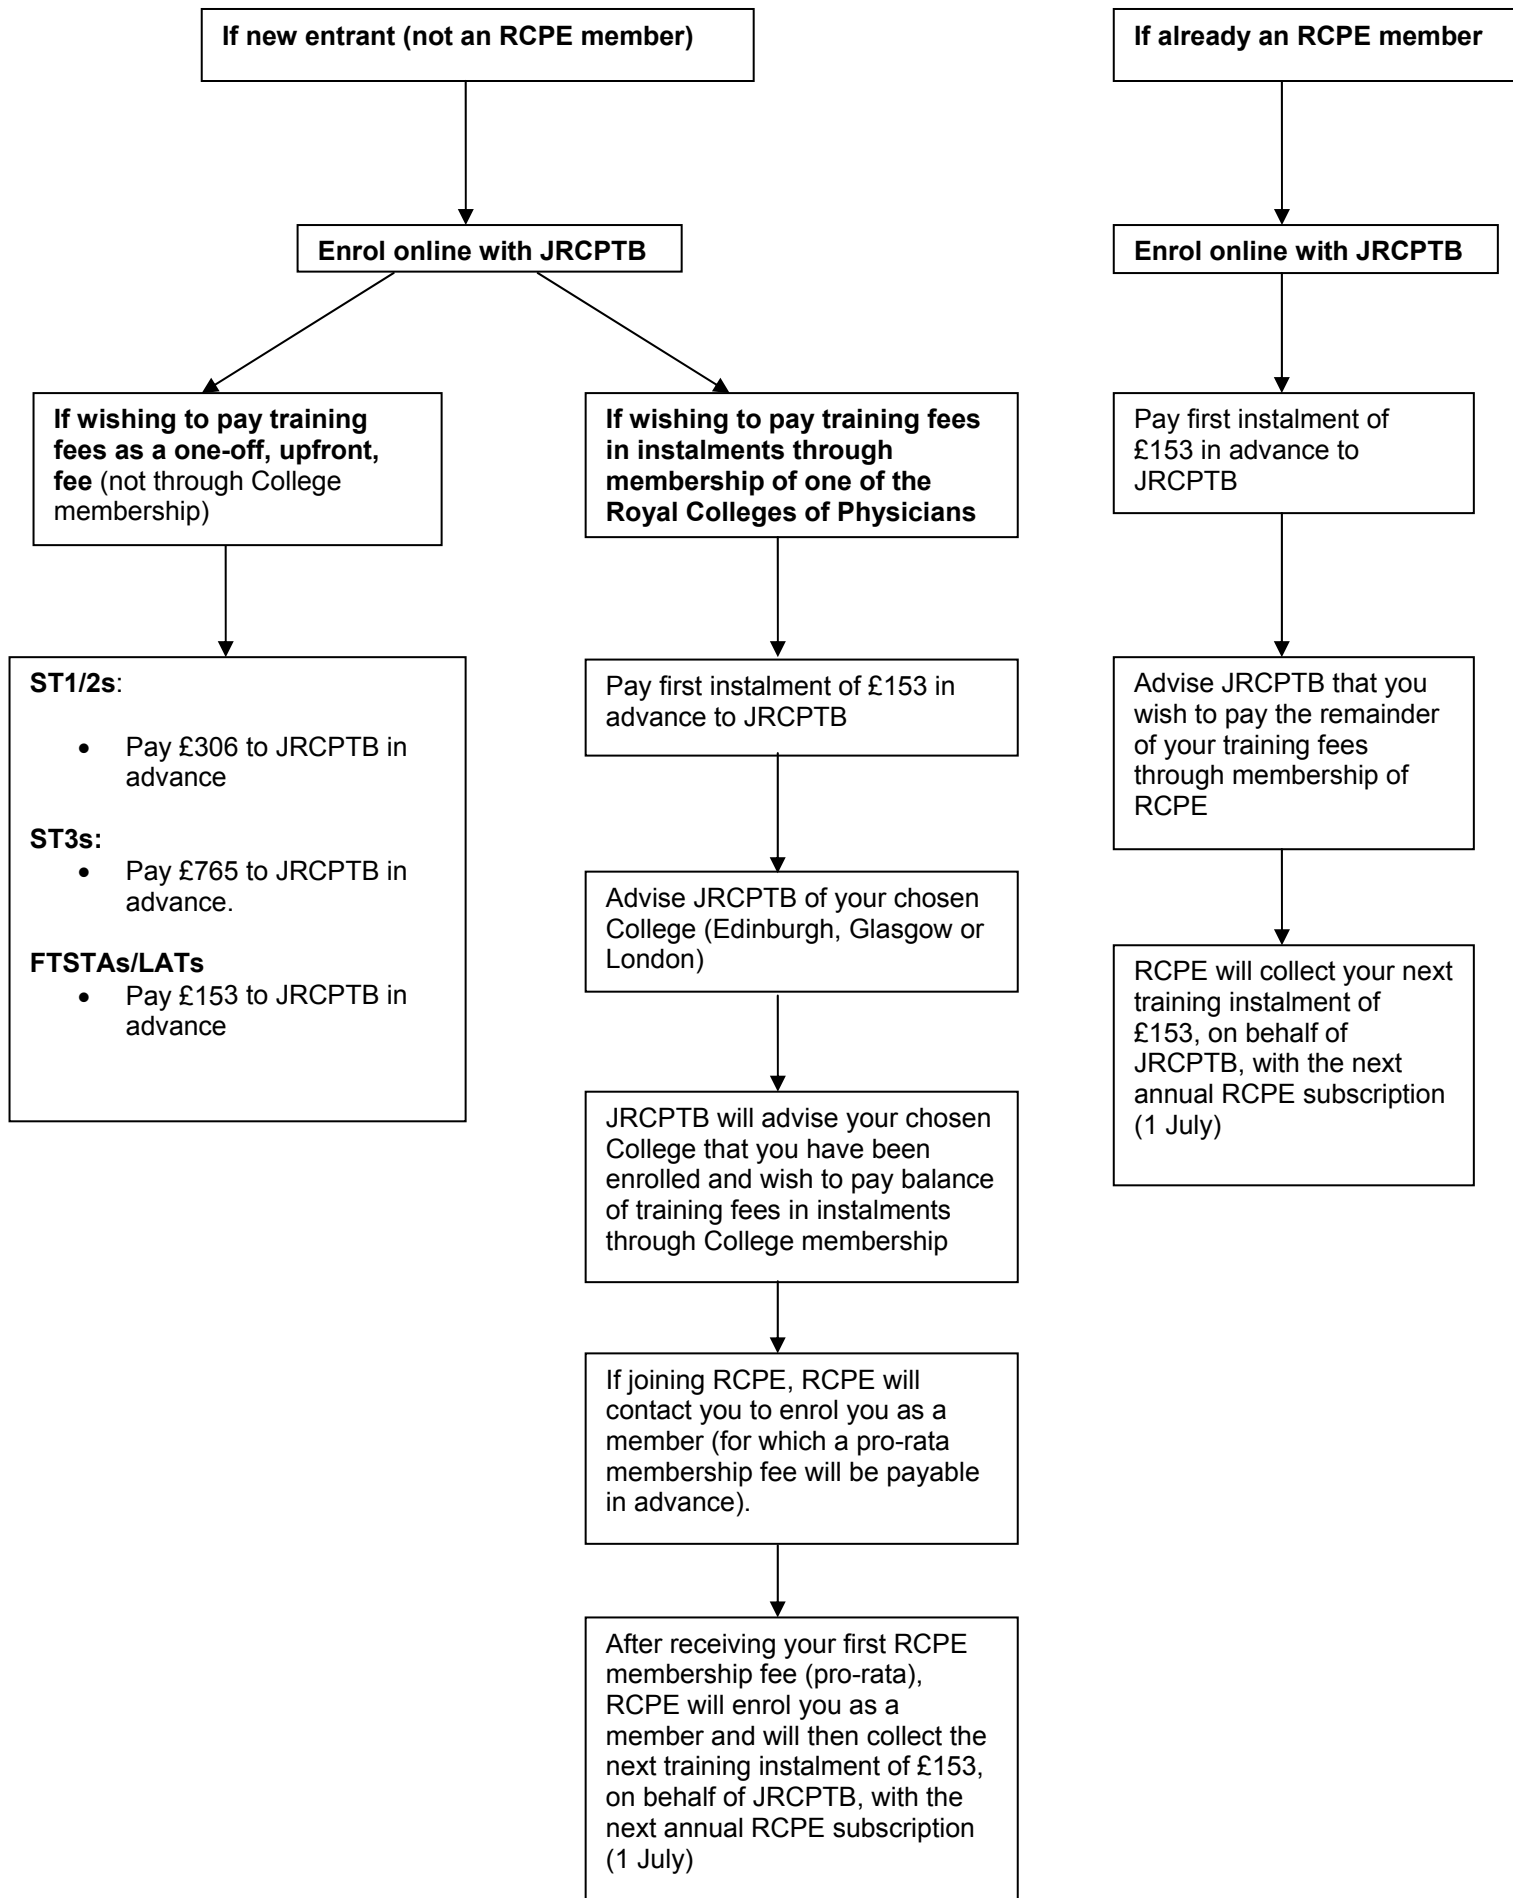 If new entrant (not an RCPE member)
If already an RCPE member
Enrol online with JRCPTB
Enrol online with JRCPTB
If wishing to pay training
fees as a one-off, upfront,
fee (not through College
membership)
If wishing to pay training fees
in instalments through
membership of one of the
Royal Colleges of Physicians
Pay first instalment of
£153 in advance to
JRCPTB
ST1/2s:
• Pay £306 to JRCPTB in
advance
ST3s:
• Pay £765 to JRCPTB in
advance.
FTSTAs/LATs
• Pay £153 to JRCPTB in
advance
Pay first instalment of £153 in
advance to JRCPTB
Advise JRCPTB that you
wish to pay the remainder
of your training fees
through membership of
RCPE
Advise JRCPTB of your chosen
College (Edinburgh, Glasgow or
London)
RCPE will collect your next
training instalment of
£153, on behalf of
JRCPTB, with the next
annual RCPE subscription
(1 July)
JRCPTB will advise your chosen
College that you have been
enrolled and wish to pay balance
of training fees in instalments
through College membership
If joining RCPE, RCPE will
contact you to enrol you as a
member (for which a pro-rata
membership fee will be payable
in advance).
After receiving your first RCPE
membership fee (pro-rata),
RCPE will enrol you as a
member and will then collect the
next training instalment of £153,
on behalf of JRCPTB, with the
next annual RCPE subscription
(1 July)